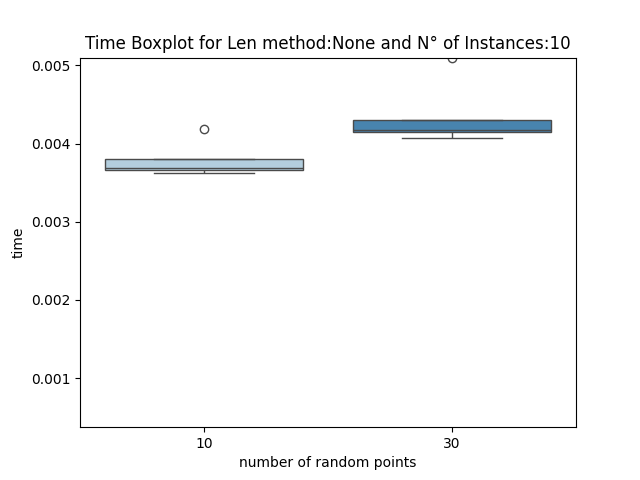 Time Boxplot for Len method:None and N° of Instances:10
0.005
0.004
0.003
0.002
0.001
time
10
30
number of random points